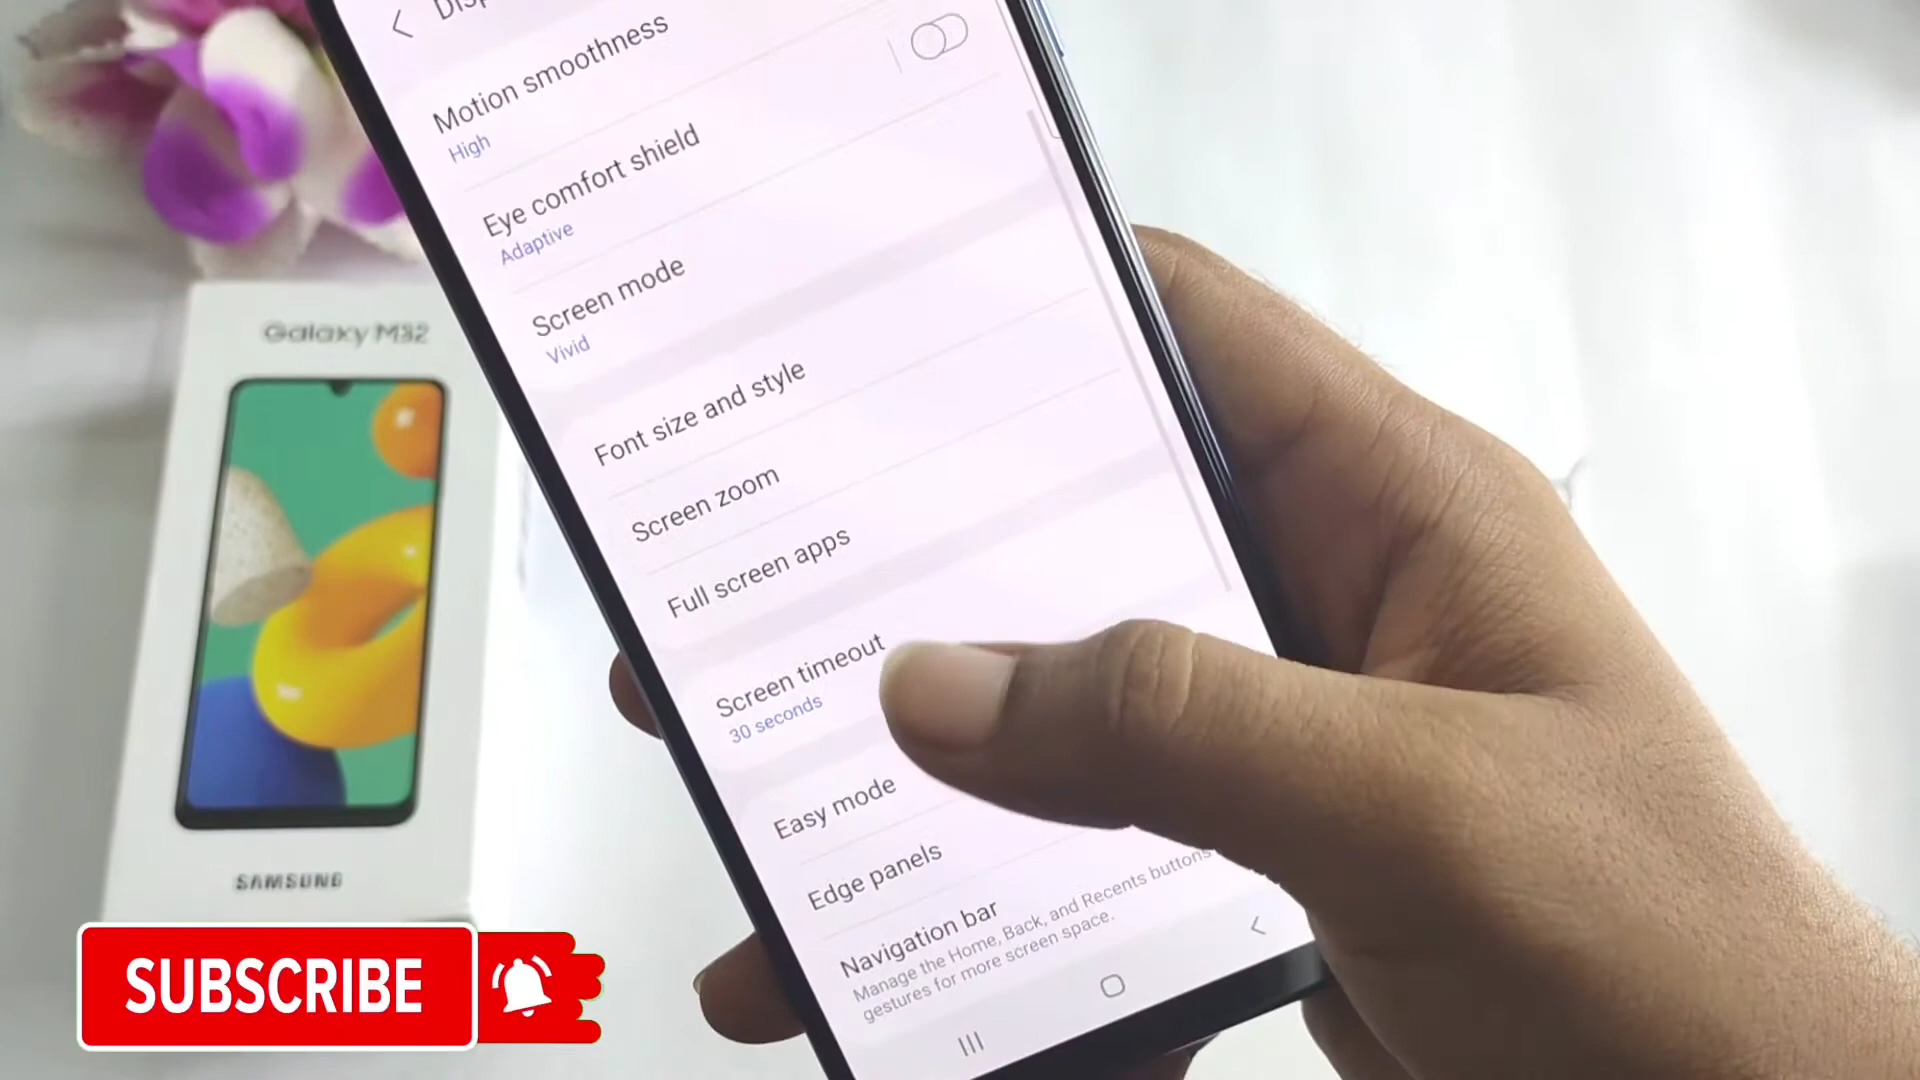 Motion smoothness
High
Eye comfort shield
Adaptive
Screen mode
Vivid
Font size and style
Screen zoom
Full screen apps
Screen timeout
30 seconds
Easy mode
Edge panels
Navigation bar
Manage the Home, Back, and Recents buttons
gestures for more screen space.
Galaxy M32
SAMSUNG
SUBSCRIBE